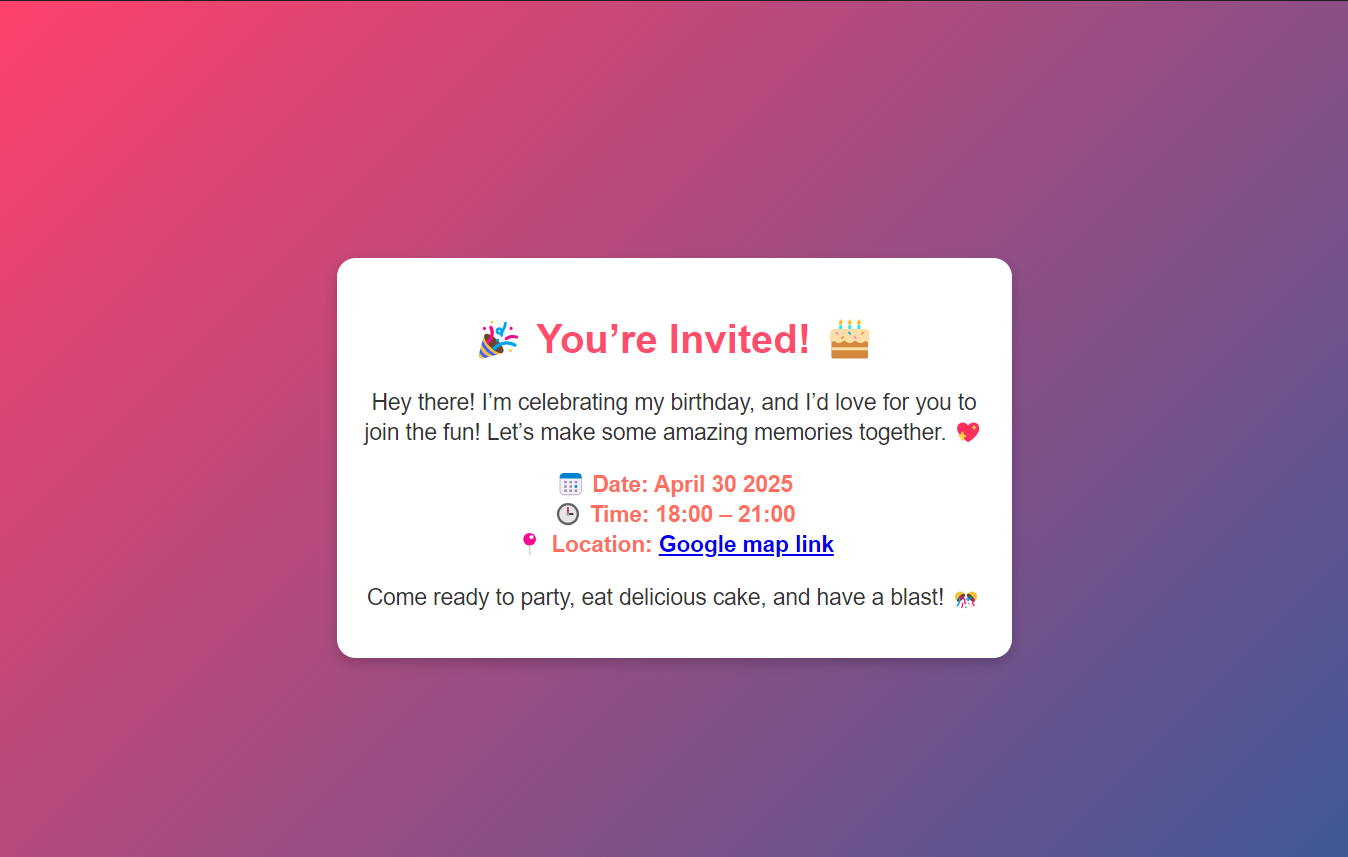 🎉 You’re Invited! 🎂
Hey there! I’m celebrating my birthday, and I’d love for you to
join the fun! Let’s make some amazing memories together. 💖
📅 Date: April 30 2025
🕒 Time: 18:00 – 21:00
📍 Location: Google map link
Come ready to party, eat delicious cake, and have a blast! 🎊